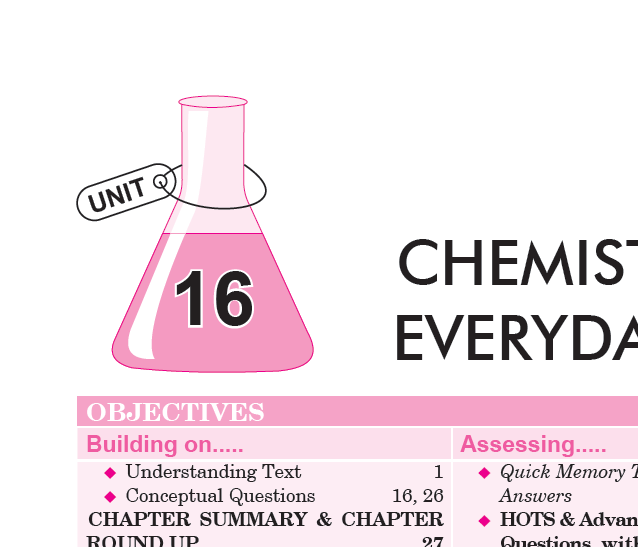 UNIT
16
CHEMIST
EVERYDA
OBJECTIVES
Building on.....
Understanding Text 1
Conceptual Questions 16, 26
CHAPTER SUMMARY & CHAPTER
ROUND UP 27
Assessing.....
Quick Memory T
Answers
HOTS & Advan
Questions with